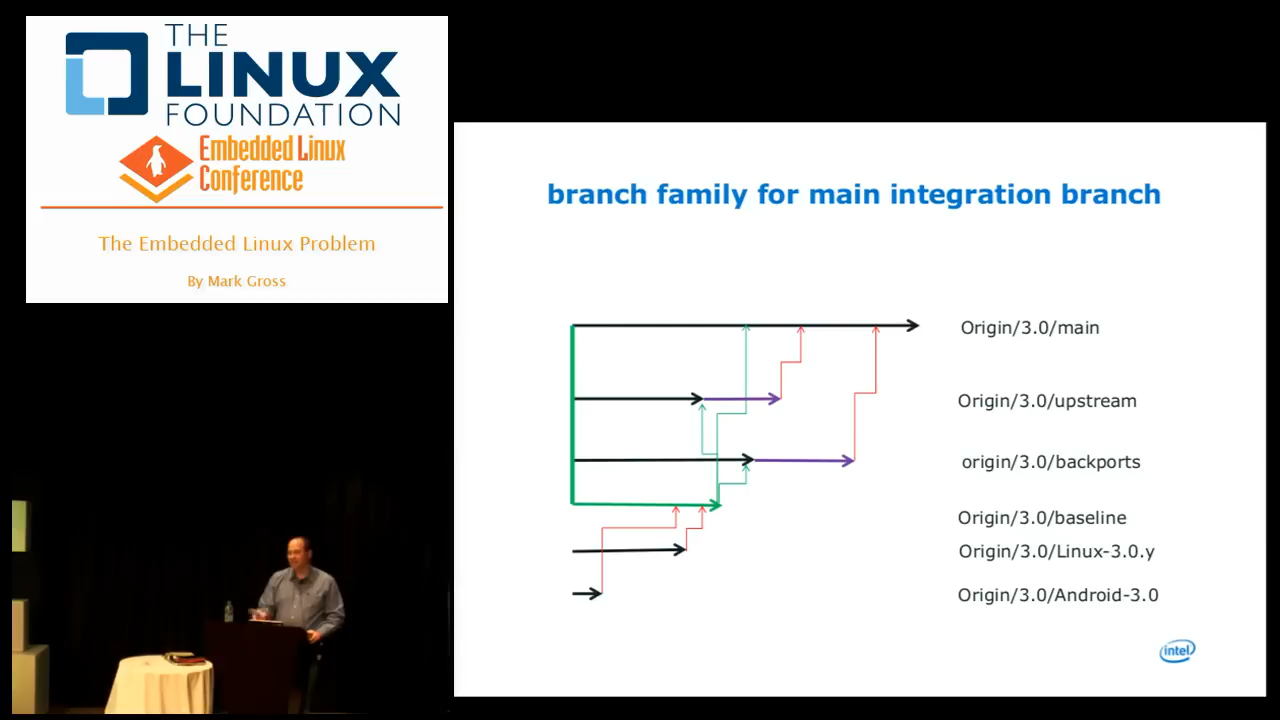 THE
LINUX
FOUNDATION
Embedded Linux
Conference
The Embedded Linux Problem
By Mark Gross
branch family for main integration branch
Origin/3.0/main
Origin/3.0/upstream
origin/3.0/backports
Origin/3.0/baseline
Origin/3.0/Linux-3.0.y
Origin/3.0/Android-3.0
intel